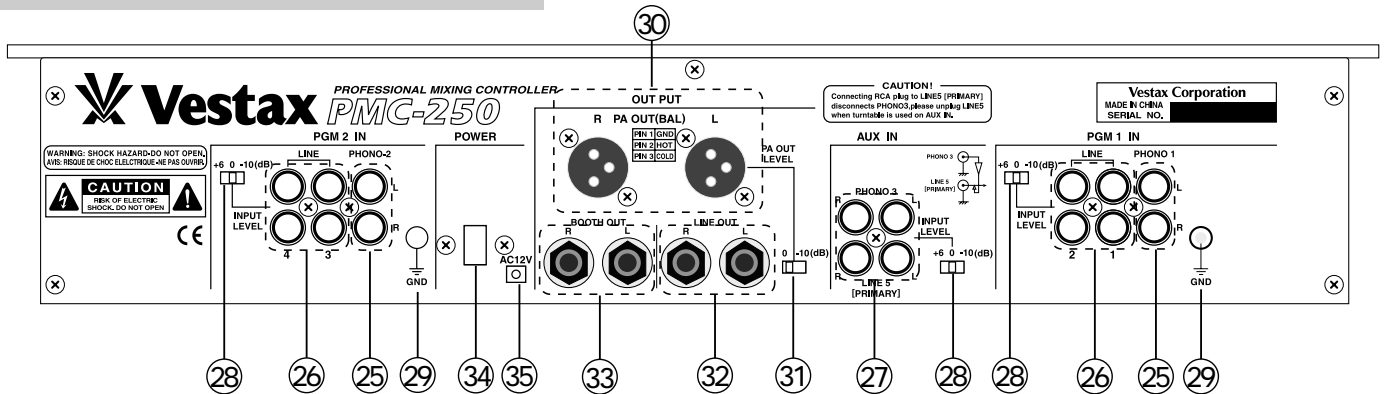 30
PROFESSIONAL MIXING CONTROLLER
Vestax PMC-250
OUT PUT
R PA OUT(BAL) L
PIN 1 GND
PIN 2 HOT
PIN 3 COLD
PA OUT
LEVEL
CAUTION!
Connecting RCA plug to LINE5 [PRIMARY]
disconnects PHONO3,please unplug LINE5
when turntable is used on AUX IN.
Vestax Corporation
MADE IN CHINA
SERIAL NO.
WARNING: SHOCK HAZARD-DO NOT OPEN.
AVIS: RISQUE DE CHOC ELELCTRIQUE-NE PAS OUVRIR.
CAUTION
RISK OF ELECTRIC
SHOCK. DO NOT OPEN
CE
PGM 2 IN
LINE PHONO-2
+6 0 -10(dB)
INPUT
LEVEL
L
R
4 3
GND
POWER
AC12V
BOOTH OUT
R L
LINE OUT
R L
0 -10(dB)
AUX IN
PHONO 3
LINE 5
[PRIMARY]
PHONO 3
R L
R L
LINE 5
[PRIMARY]
INPUT
LEVEL
+6 0 -10(dB)
PGM 1 IN
LINE PHONO 1
+6 0 -10(dB)
INPUT
LEVEL
L
R
2 1
GND
28 26 25 29 34 35 33 32 31 27 28 28 26 25 29